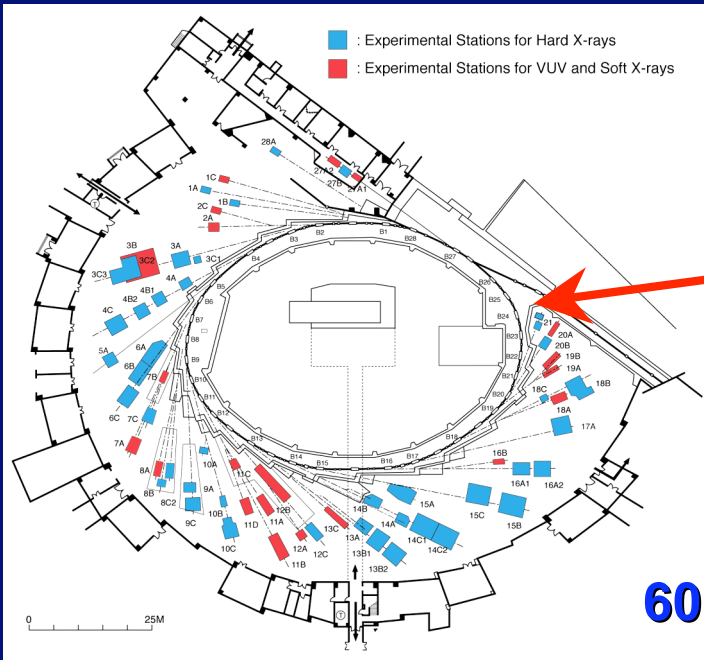 : Experimental Stations for Hard X-rays
: Experimental Stations for VUV and Soft X-rays
28A
27A2
27B
27A1
1C
1A
1B
2C
2A
3B
3A
3C2
3C1
3C3
4A
4B1
4B2
4C
5A
6A
6B
7B
6C
7C
7A
8A
8B
8C2
9A
9C
10A
10B
10C
11C
11D
11A
11B
12B
12A
12C
13C
13A
13B1
13B2
14B
14A
14C1
14C2
15A
15C
15B
16B
16A1
16A2
17A
18C
18A
18B
19A
19B
20B
20A
21
B1
B28
B27
B26
B25
B24
B23
B22
B21
B20
B19
B18
B17
B16
B15
B14
B13
B12
B11
B10
B9
B8
B7
B6
B5
B4
B3
B2
T
T
0 25M
60